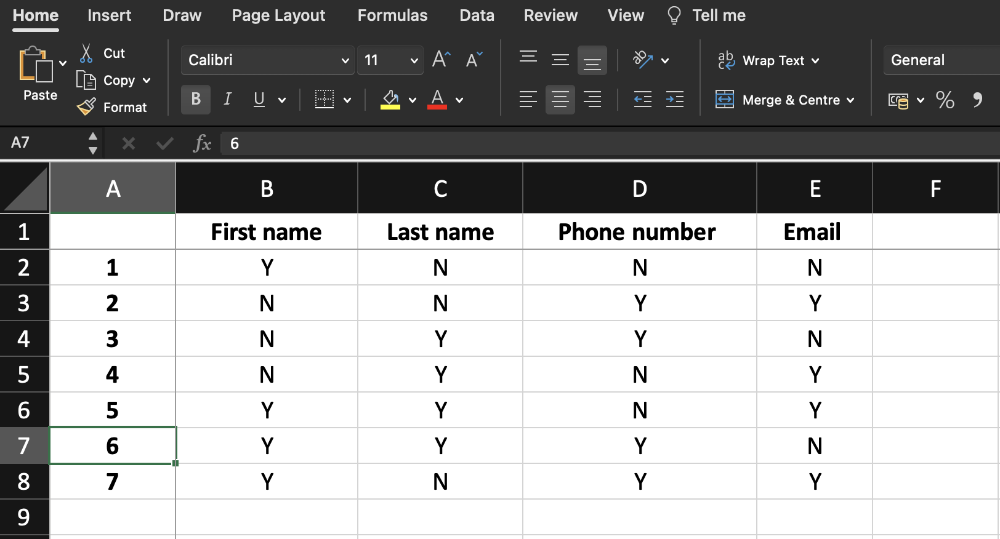 Home Insert Draw Page Layout Formulas Data Review View Tell me
Paste
Cut
Copy
Format
Calibri 11 A A
B I U A
ab
c
Wrap Text
Merge & Centre
General
% ,
A7 fx 6
A B C D E F
1 First name Last name Phone number Email
2 1 Y N N N
3 2 N N Y Y
4 3 N Y Y N
5 4 N Y N Y
6 5 Y Y N Y
7 6 Y Y Y N
8 7 Y N Y Y
9